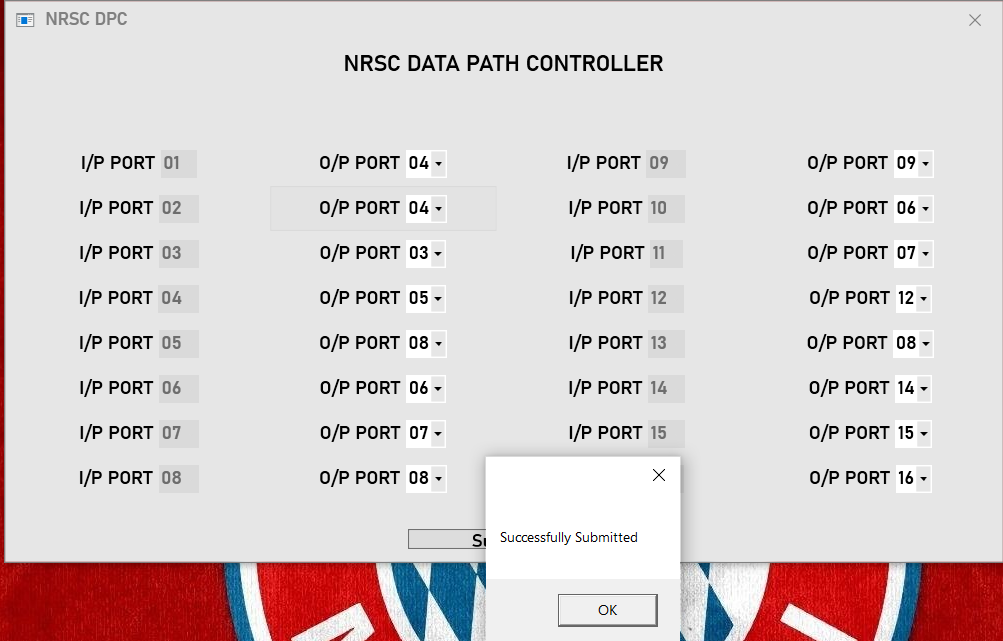 NRSC DPC
NRSC DATA PATH CONTROLLER
I/P PORT 01 O/P PORT 04 I/P PORT 09 O/P PORT 09
I/P PORT 02 O/P PORT 04 I/P PORT 10 O/P PORT 06
I/P PORT 03 O/P PORT 03 I/P PORT 11 O/P PORT 07
I/P PORT 04 O/P PORT 05 I/P PORT 12 O/P PORT 12
I/P PORT 05 O/P PORT 08 I/P PORT 13 O/P PORT 08
I/P PORT 06 O/P PORT 06 I/P PORT 14 O/P PORT 14
I/P PORT 07 O/P PORT 07 I/P PORT 15 O/P PORT 15
I/P PORT 08 O/P PORT 08 O/P PORT 16
Successfully Submitted
OK